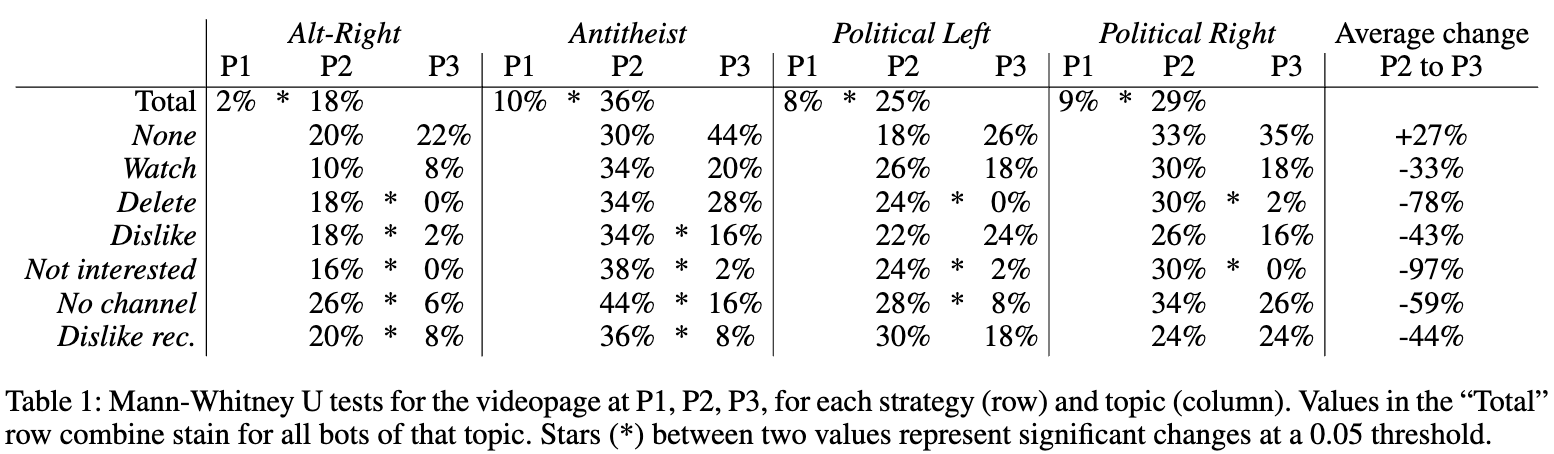 Alt-Right Antitheist Political Left Political Right Average change
P1 P2 P3 P1 P2 P3 P1 P2 P3 P1 P2 P3 P2 to P3
Total 2% * 18% 10% * 36% 8% * 25% 9% * 29%
None 20% 22% 30% 44% 18% 26% 33% 35% +27%
Watch 10% 8% 34% 20% 26% 18% 30% 18% -33%
Delete 18% * 0% 34% 28% 24% * 0% 30% * 2% -78%
Dislike 18% * 2% 34% * 16% 22% 24% 26% 16% -43%
Not interested 16% * 0% 38% * 2% 24% * 2% 30% * 0% -97%
No channel 26% * 6% 44% * 16% 28% * 8% 34% 26% -59%
Dislike rec. 20% * 8% 36% * 8% 30% 18% 24% 24% -44%
Table 1: Mann-Whitney U tests for the videopage at P1, P2, P3, for each strategy (row) and topic (column). Values in the “Total”
row combine stain for all bots of that topic. Stars (*) between two values represent significant changes at a 0.05 threshold.